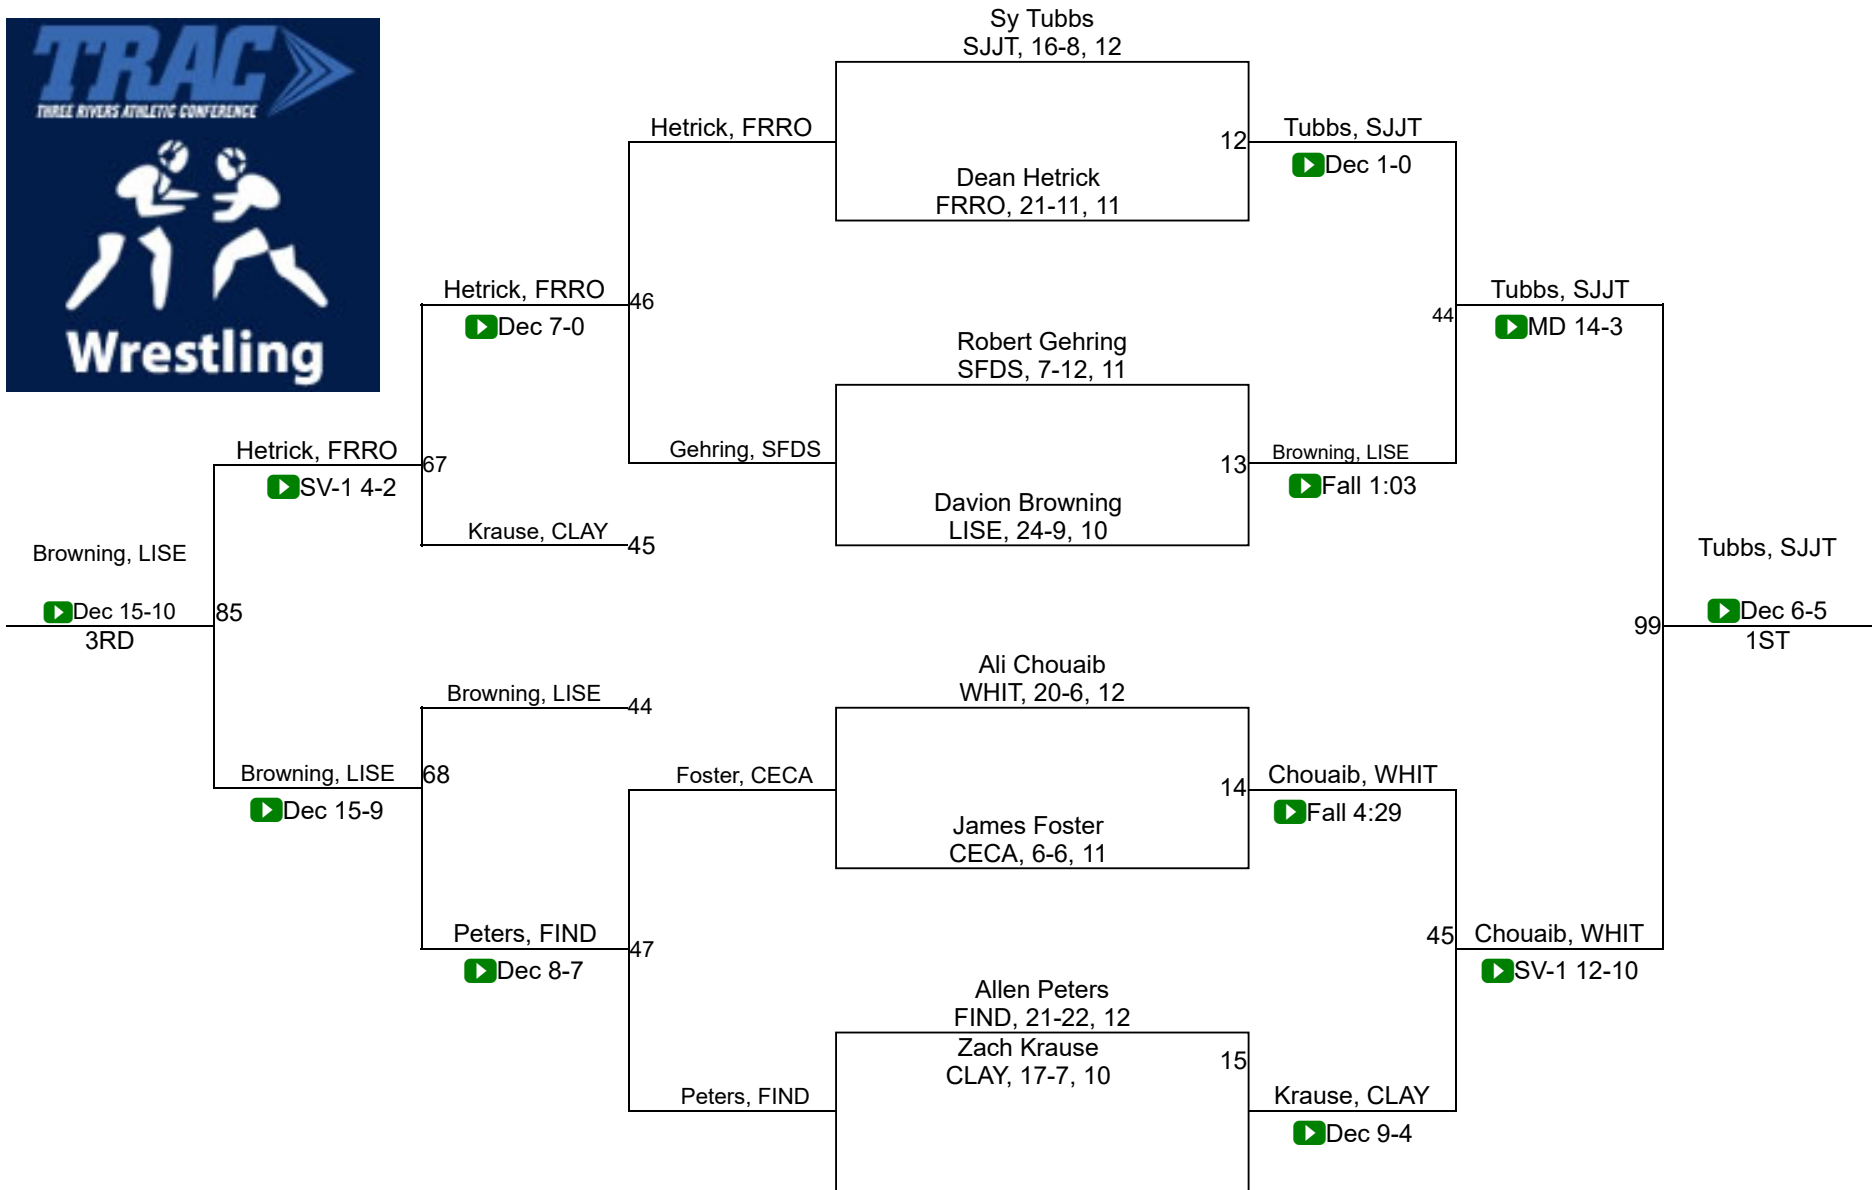 TRAC
THREE RIVERS ATHLETIC CONFERENCE
Wrestling
Sy Tubbs
SJJT, 16-8, 12
Hetrick, FRRO
12
Tubbs, SJJT
Dec 1-0
Dean Hetrick
FRRO, 21-11, 11
Hetrick, FRRO
46
Dec 7-0
Tubbs, SJJT
44
MD 14-3
Robert Gehring
SFDS, 7-12, 11
Hetrick, FRRO
67
SV-1 4-2
Gehring, SFDS
13
Browning, LISE
Fall 1:03
Davion Browning
LISE, 24-9, 10
Krause, CLAY
45
Browning, LISE
Dec 15-10
85
3RD
Tubbs, SJJT
99
Dec 6-5
1ST
Ali Chouaib
WHIT, 20-6, 12
Browning, LISE
44
Browning, LISE
68
Dec 15-9
Foster, CECA
14
Chouaib, WHIT
Fall 4:29
James Foster
CECA, 6-6, 11
Peters, FIND
47
Dec 8-7
45
Chouaib, WHIT
SV-1 12-10
Allen Peters
FIND, 21-22, 12
Zach Krause
CLAY, 17-7, 10
15
Peters, FIND
Krause, CLAY
Dec 9-4